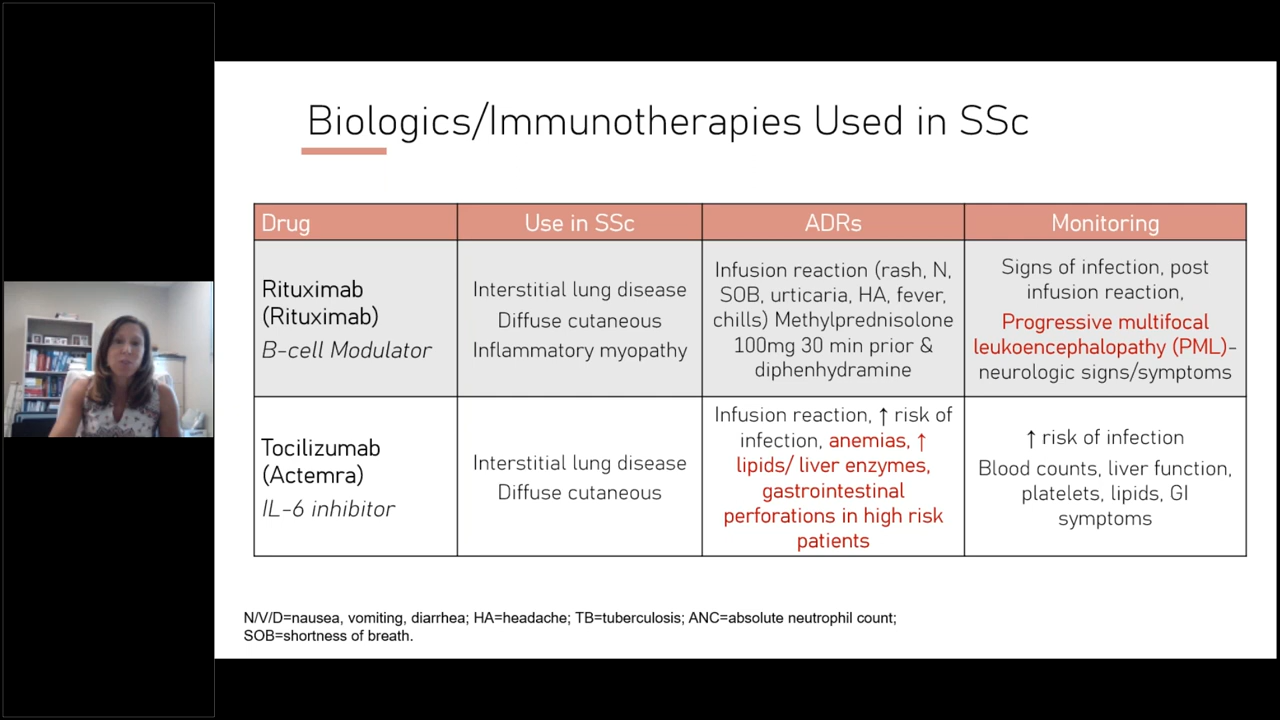 Biologics/Immunotherapies Used in SSc
Drug
Use in SSc
ADRs
Monitoring
Rituximab
(Rituximab)
B-cell Modulator
Interstitial lung disease
Diffuse cutaneous
Inflammatory myopathy
Infusion reaction (rash, N,
SOB, urticaria, HA, fever,
chills) Methylprednisolone
100mg 30 min prior &
diphenhydramine
Signs of infection, post
infusion reaction,
Progressive multifocal
leukoencephalopathy (PML)-
neurologic signs/symptoms
Tocilizumab
(Actemra)
IL-6 inhibitor
Interstitial lung disease
Diffuse cutaneous
Infusion reaction, ↑ risk of
infection, anemias, ↑
lipids/ liver enzymes,
gastrointestinal
perforations in high risk
patients
↑ risk of infection
Blood counts, liver function,
platelets, lipids, GI
symptoms
N/V/D=nausea, vomiting, diarrhea; HA=headache; TB=tuberculosis; ANC=absolute neutrophil count;
SOB=shortness of breath.